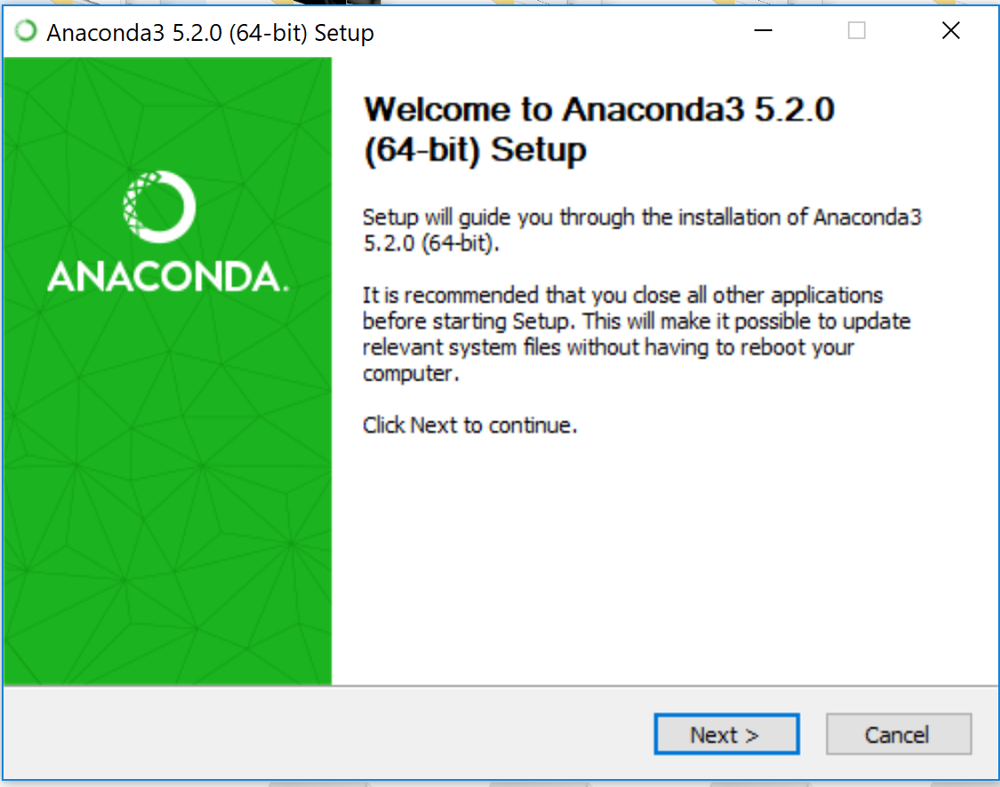 Anaconda3 5.2.0 (64-bit) Setup
ANACONDA.
Welcome to Anaconda3 5.2.0
(64-bit) Setup
Setup will guide you through the installation of Anaconda3
5.2.0 (64-bit).
It is recommended that you close all other applications
before starting Setup. This will make it possible to update
relevant system files without having to reboot your
computer.
Click Next to continue.
Next >
Cancel